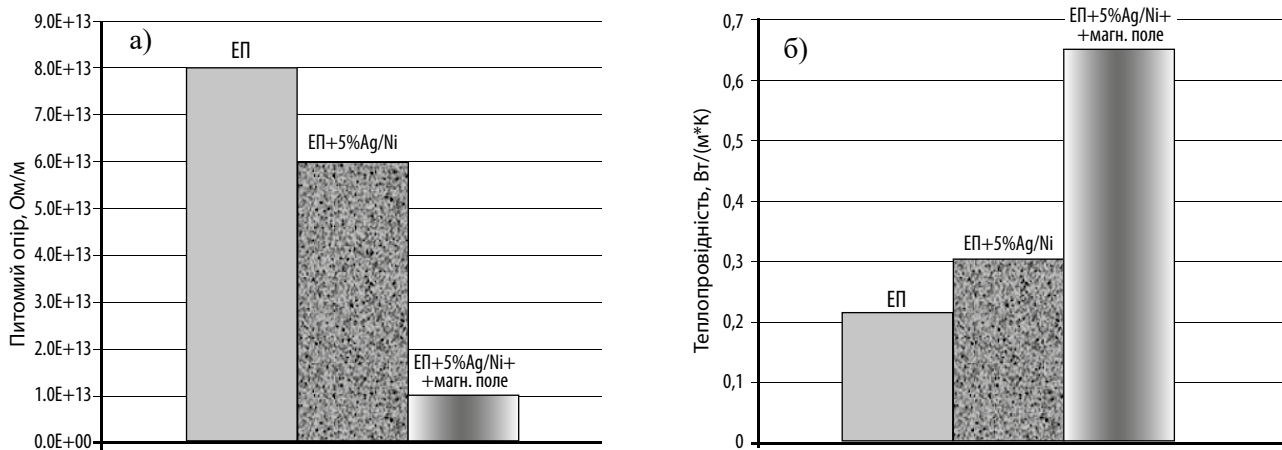 а)
Питомий опір, Ом/м
9.0E+13
8.0E+13
7.0E+13
6.0E+13
5.0E+13
4.0E+13
3.0E+13
2.0E+13
1.0E+13
0.0E+00
ЕП
ЕП+5%Ag/Ni
ЕП+5%Ag/Ni+
+магн. поле
б)
Теплопровідність, Вт/(м*К)
0,7
0,6
0,5
0,4
0,3
0,2
0,1
0
ЕП
ЕП+5%Ag/Ni
ЕП+5%Ag/Ni+
+магн. поле